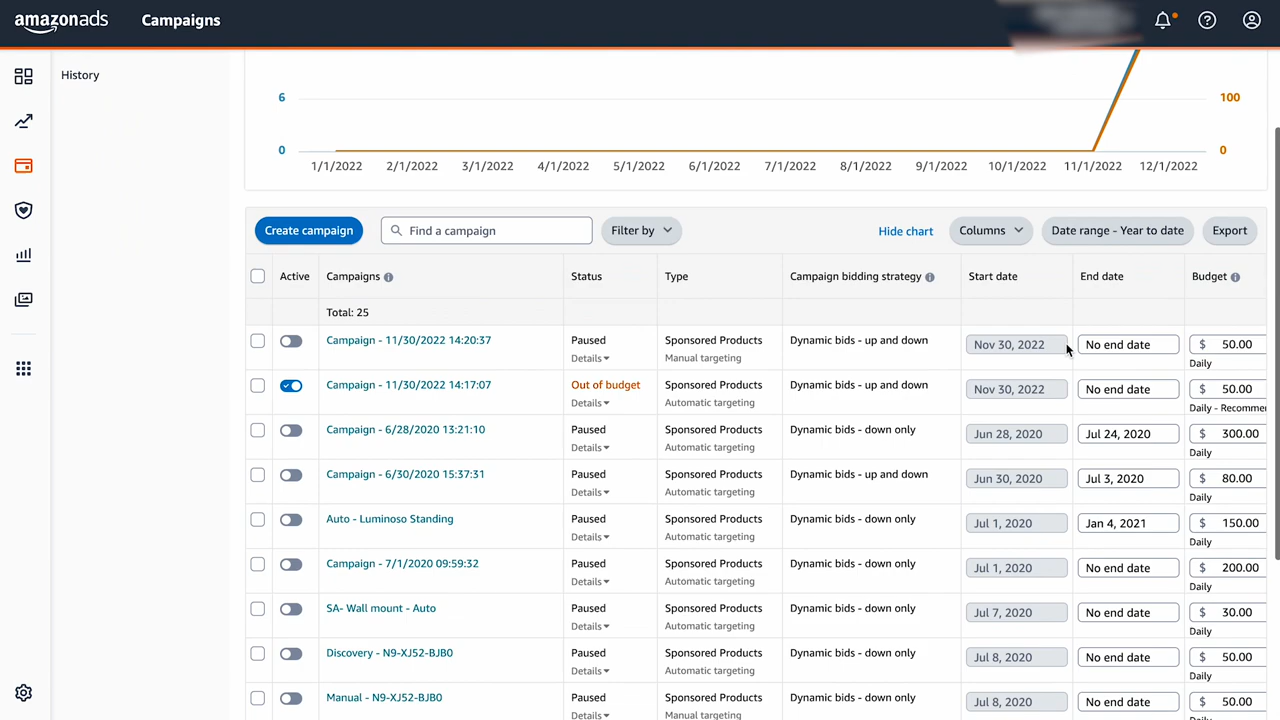 amazonads Campaigns
History
6 100
0 0
1/1/2022 2/1/2022 3/1/2022 4/1/2022 5/1/2022 6/1/2022 7/1/2022 8/1/2022 9/1/2022 10/1/2022 11/1/2022 12/1/2022
Create campaign Find a campaign Filter by Hide chart Columns Date range - Year to date Export
Active Campaigns Status Type Campaign bidding strategy Start date End date Budget
Total: 25
Campaign - 11/30/2022 14:20:37 Paused Sponsored Products Dynamic bids - up and down Nov 30, 2022 No end date $ 50.00
Details Manual targeting Daily
Campaign - 11/30/2022 14:17:07 Out of budget Sponsored Products Dynamic bids - up and down Nov 30, 2022 No end date $ 50.00
Details Automatic targeting Daily - Recomme
Campaign - 6/28/2020 13:21:10 Paused Sponsored Products Dynamic bids - down only Jun 28, 2020 Jul 24, 2020 $ 300.00
Details Automatic targeting Daily
Campaign - 6/30/2020 15:37:31 Paused Sponsored Products Dynamic bids - up and down Jun 30, 2020 Jul 3, 2020 $ 80.00
Details Automatic targeting Daily
Auto - Luminoso Standing Paused Sponsored Products Dynamic bids - down only Jul 1, 2020 Jan 4, 2021 $ 150.00
Details Automatic targeting Daily
Campaign - 7/1/2020 09:59:32 Paused Sponsored Products Dynamic bids - down only Jul 1, 2020 No end date $ 200.00
Details Automatic targeting Daily
SA- Wall mount - Auto Paused Sponsored Products Dynamic bids - down only Jul 7, 2020 No end date $ 30.00
Details Automatic targeting Daily
Discovery - N9-XJ52-BJB0 Paused Sponsored Products Dynamic bids - down only Jul 8, 2020 No end date $ 50.00
Details Automatic targeting Daily
Manual - N9-XJ52-BJB0 Paused Sponsored Products Dynamic bids - down only Jul 8, 2020 No end date $ 50.00
Details Manual targeting